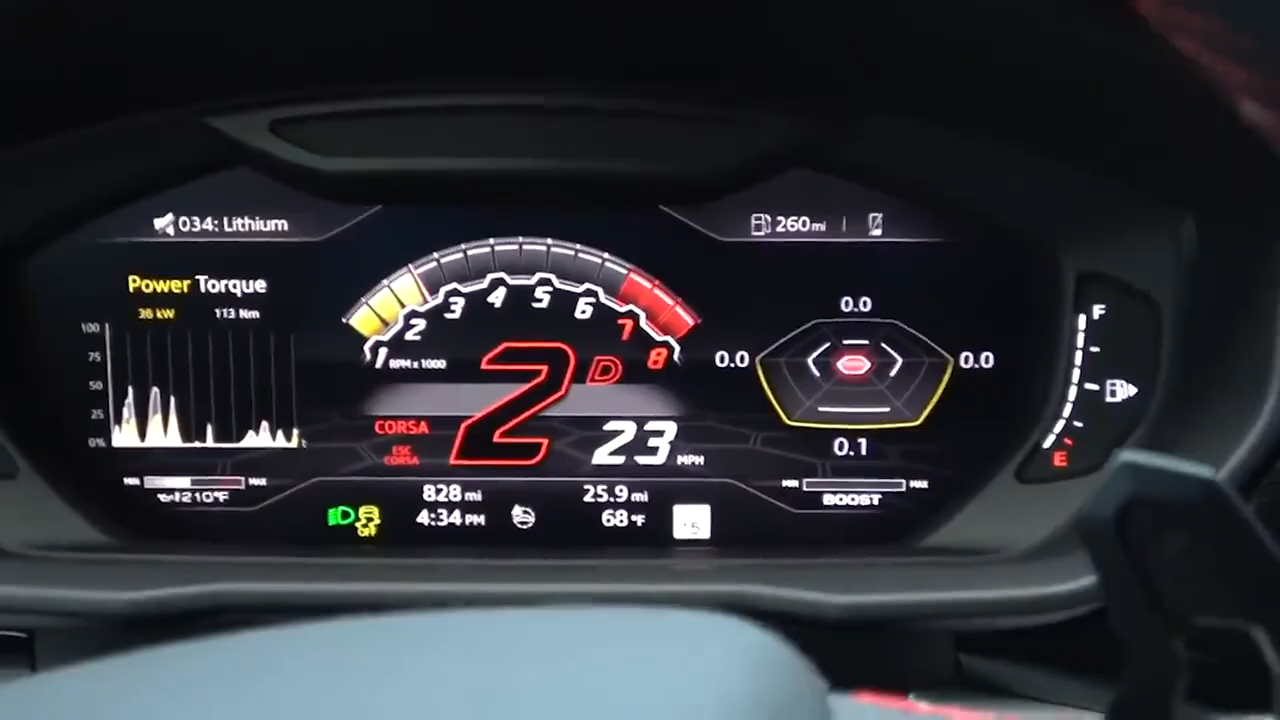 034: Lithium
260 mi
Power Torque
36 kW 113 Nm
100
75
50
25
0%
MIN MAX
210°F
1 2 3 4 5 6 7 8
RPM x 1000
2 D
CORSA
ESC
CORSA
23 MPH
828 mi 25.9 mi
4:34 PM 68 °F
OFF
0.0
0.0 0.0
0.1
MIN MAX
BOOST
F
E